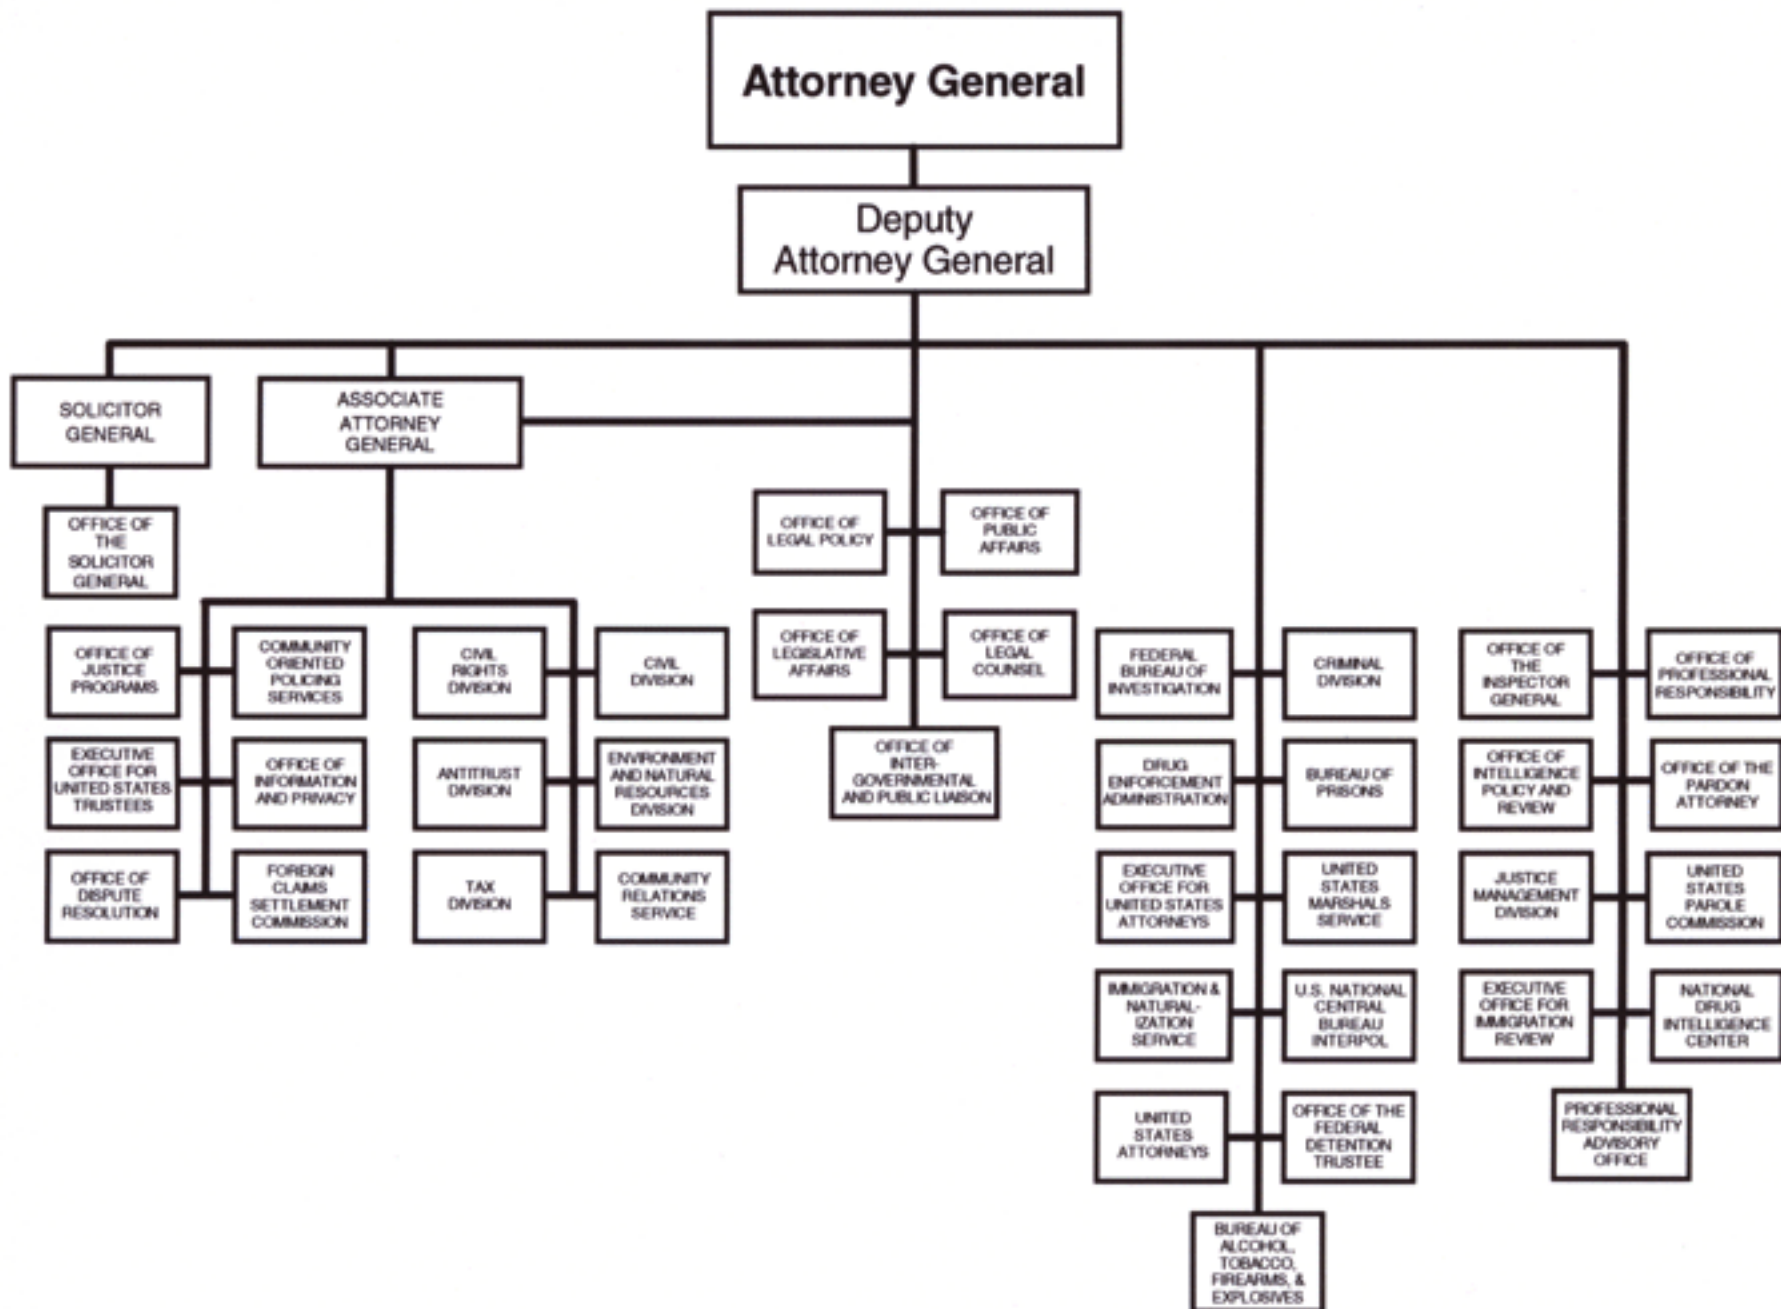 Attorney General
Deputy
Attorney General
SOLICITOR
GENERAL
ASSOCIATE
ATTORNEY
GENERAL
OFFICE OF
THE
SOLICITOR
GENERAL
OFFICE OF
LEGAL POLICY
OFFICE OF
PUBLIC
AFFAIRS
OFFICE OF
LEGISLATIVE
AFFAIRS
OFFICE OF
LEGAL
COUNSEL
OFFICE OF
INTER-
GOVERNMENTAL
AND PUBLIC LIAISON
OFFICE OF
JUSTICE
PROGRAMS
COMMUNITY
ORIENTED
POLICING
SERVICES
CIVIL
RIGHTS
DIVISION
CIVIL
DIVISION
EXECUTIVE
OFFICE FOR
UNITED STATES
TRUSTEES
OFFICE OF
INFORMATION
AND PRIVACY
ANTITRUST
DIVISION
ENVIRONMENT
AND NATURAL
RESOURCES
DIVISION
OFFICE OF
DISPUTE
RESOLUTION
FOREIGN
CLAIMS
SETTLEMENT
COMMISSION
TAX
DIVISION
COMMUNITY
RELATIONS
SERVICE
FEDERAL
BUREAU OF
INVESTIGATION
CRIMINAL
DIVISION
DRUG
ENFORCEMENT
ADMINISTRATION
BUREAU OF
PRISONS
EXECUTIVE
OFFICE FOR
UNITED STATES
ATTORNEYS
UNITED
STATES
MARSHALS
SERVICE
IMMIGRATION &
NATURAL-
IZATION
SERVICE
U.S. NATIONAL
CENTRAL
BUREAU
INTERPOL
UNITED
STATES
ATTORNEYS
OFFICE OF THE
FEDERAL
DETENTION
TRUSTEE
BUREAU OF
ALCOHOL,
TOBACCO,
FIREARMS, &
EXPLOSIVES
OFFICE OF
THE
INSPECTOR
GENERAL
OFFICE OF
PROFESSIONAL
RESPONSIBILITY
OFFICE OF
INTELLIGENCE
POLICY AND
REVIEW
OFFICE OF THE
PARDON
ATTORNEY
JUSTICE
MANAGEMENT
DIVISION
UNITED
STATES
PAROLE
COMMISSION
EXECUTIVE
OFFICE FOR
IMMIGRATION
REVIEW
NATIONAL
DRUG
INTELLIGENCE
CENTER
PROFESSIONAL
RESPONSIBILITY
ADVISORY
OFFICE